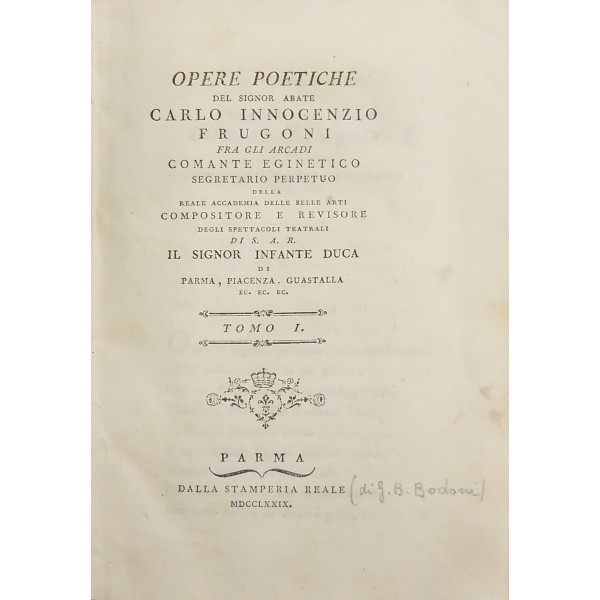 OPERE POETICHE
DEL SIGNOR ABATE
CARLO INNOCENZIO
FRUGONI
FRA GLI ARCADI
COMANTE EGINETICO
SEGRETARIO PERPETUO
DELLA
REALE ACCADEMIA DELLE BELLE ARTI
COMPOSITORE E REVISORE
DEGLI SPETTACOLI TEATRALI
DI S. A. R.
IL SIGNOR INFANTE DUCA
DI
PARMA, PIACENZA, GUASTALLA
EC. EC. EC.
TOMO I.
PARMA
DALLA STAMPERIA REALE (di G. B. Bodoni)
MDCCLXXIX.